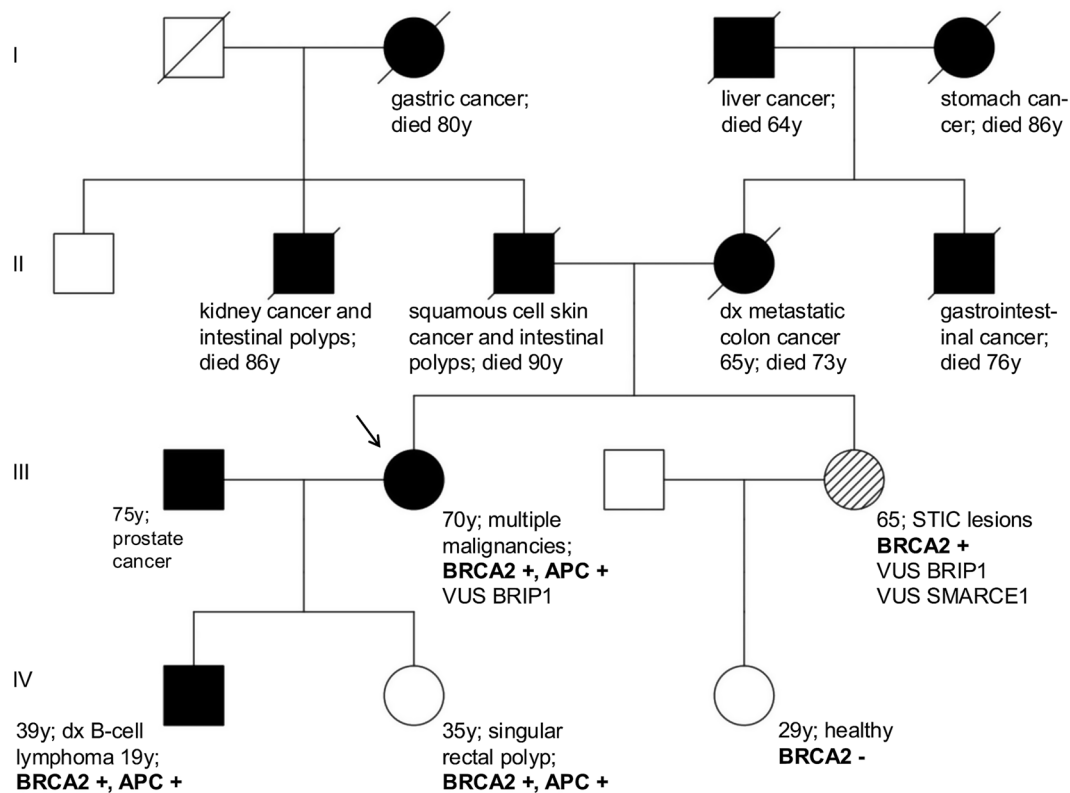 I
gastric cancer;
died 80y
liver cancer;
died 64y
stomach can-
cer; died 86y
II
kidney cancer and
intestinal polyps;
died 86y
squamous cell skin
cancer and intestinal
polyps; died 90y
dx metastatic
colon cancer
65y; died 73y
gastrointest-
inal cancer;
died 76y
III
75y;
prostate
cancer
70y; multiple
malignancies;
BRCA2 +, APC +
VUS BRIP1
65; STIC lesions
BRCA2 +
VUS BRIP1
VUS SMARCE1
IV
39y; dx B-cell
lymphoma 19y;
BRCA2 +, APC +
35y; singular
rectal polyp;
BRCA2 +, APC +
29y; healthy
BRCA2 -